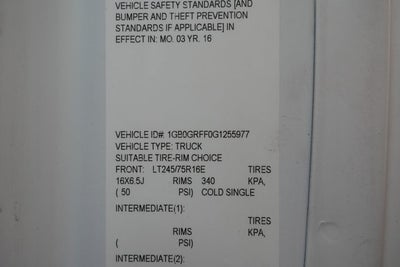 VEHICLE SAFETY STANDARDS [AND
BUMPER AND THEFT PREVENTION
STANDARDS IF APPLICABLE] IN
EFFECT IN: MO. 03 YR. 16
VEHICLE ID#: 1GB0GRFF0G1255977
VEHICLE TYPE: TRUCK
SUITABLE TIRE-RIM CHOICE
FRONT: LT245/75R16E TIRES
16X6.5J RIMS 340 KPA,
( 50 PSI) COLD SINGLE
INTERMEDIATE(1):
TIRES
RIMS KPA,
( PSI)
INTERMEDIATE(2):